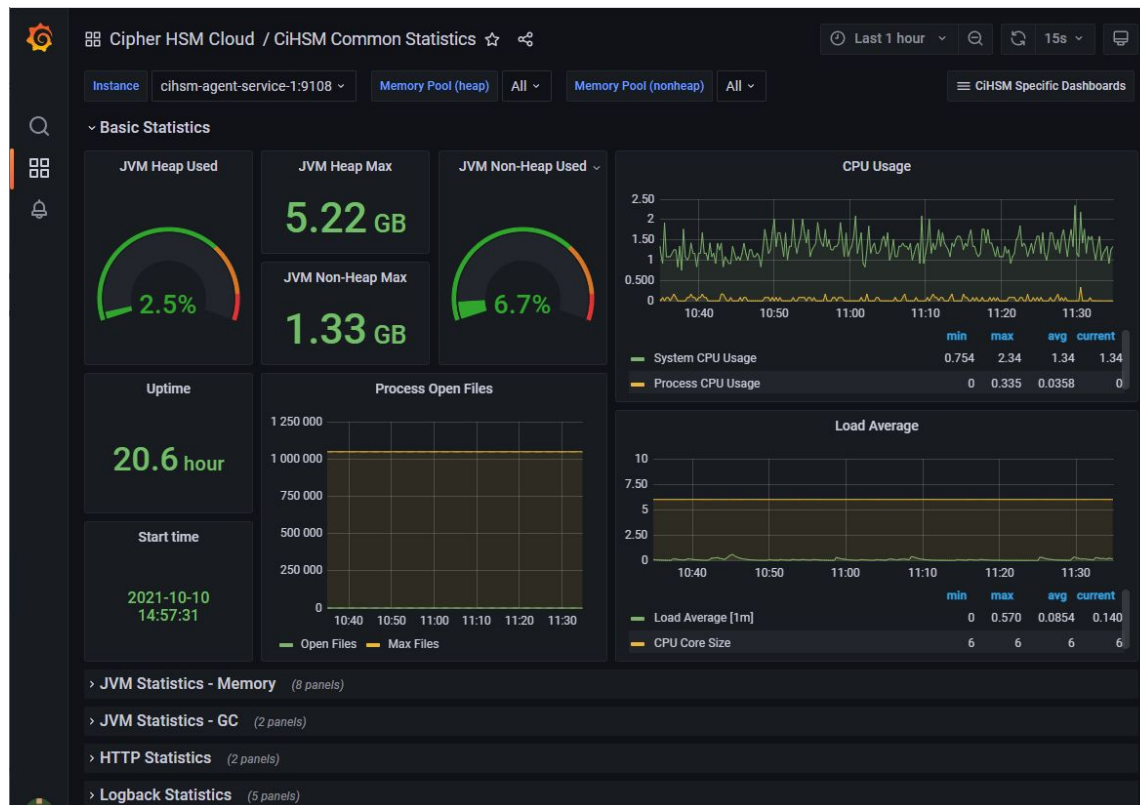 Cipher HSM Cloud / CiHSM Common Statistics
Last 1 hour
15s
Instance cihsm-agent-service-1:9108
Memory Pool (heap) All
Memory Pool (nonheap) All
CiHSM Specific Dashboards
Basic Statistics
JVM Heap Used
2.5%
JVM Heap Max
5.22 GB
JVM Non-Heap Max
1.33 GB
JVM Non-Heap Used
6.7%
CPU Usage
2.50
2
1.50
1
0.500
0
10:40 10:50 11:00 11:10 11:20 11:30
min max avg current
System CPU Usage 0.754 2.34 1.34 1.34
Process CPU Usage 0 0.335 0.0358 0
Uptime
20.6 hour
Start time
2021-10-10
14:57:31
Process Open Files
1 250 000
1 000 000
750 000
500 000
250 000
0
10:40 10:50 11:00 11:10 11:20 11:30
Open Files Max Files
Load Average
10
7.50
5
2.50
0
10:40 10:50 11:00 11:10 11:20 11:30
min max avg current
Load Average [1m] 0 0.570 0.0854 0.140
CPU Core Size 6 6 6 6
JVM Statistics - Memory (8 panels)
JVM Statistics - GC (2 panels)
HTTP Statistics (2 panels)
Logback Statistics (5 panels)